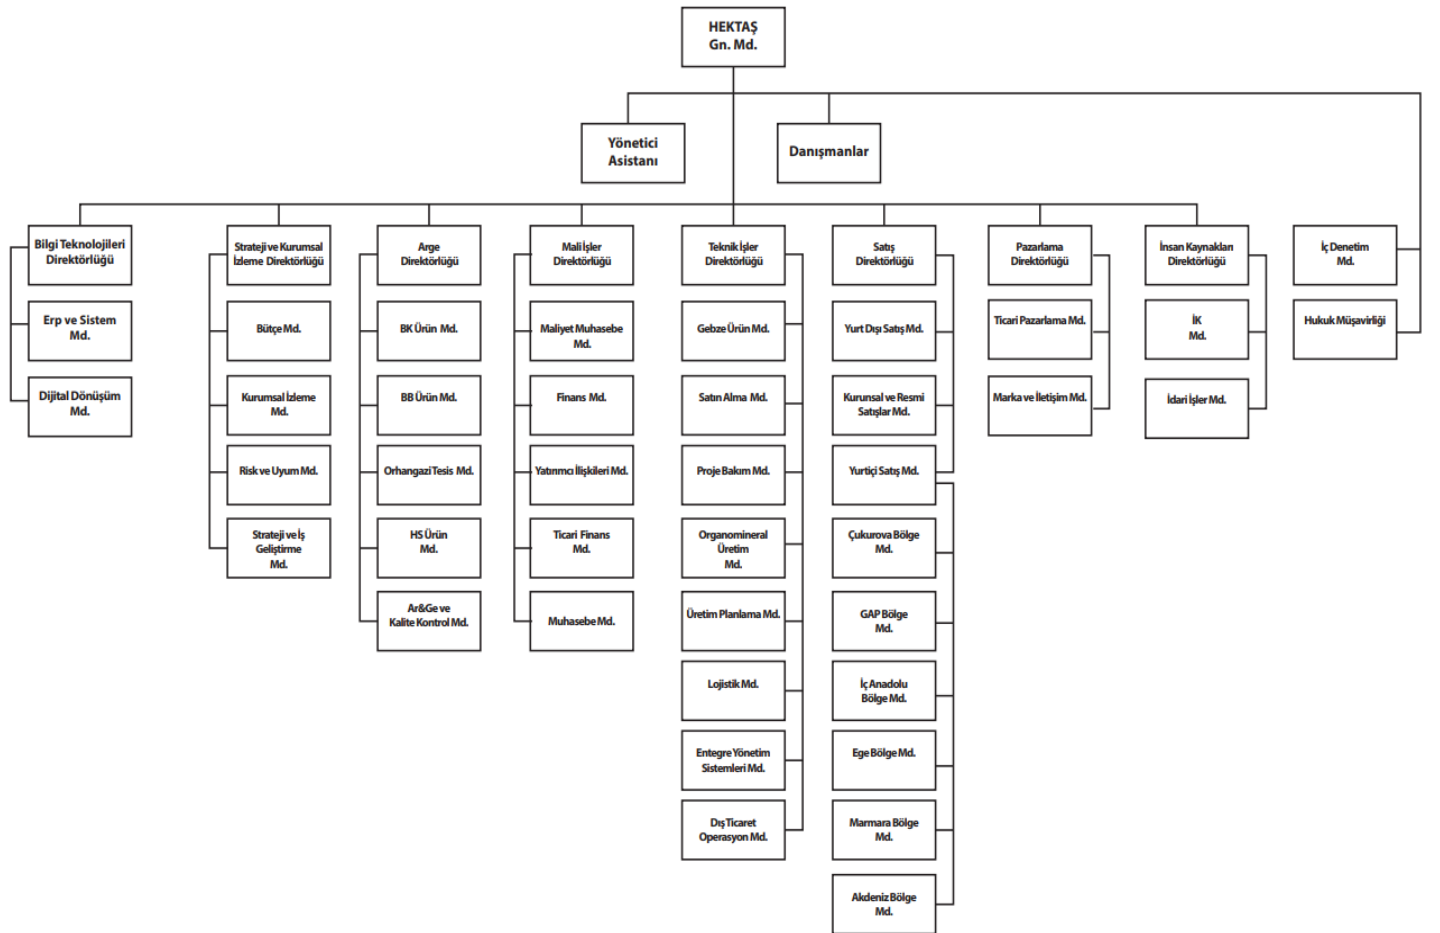 HEKTAŞ
Gn. Md.
Yönetici
Asistanı
Danışmanlar
Bilgi Teknolojileri
Direktörlüğü
Erp ve Sistem
Md.
Dijital Dönüşüm
Md.
Strateji ve Kurumsal
İzleme Direktörlüğü
Bütçe Md.
Kurumsal İzleme
Md.
Risk ve Uyum Md.
Strateji ve İş
Geliştirme
Md.
Arge
Direktörlüğü
BK Ürün Md.
BB Ürün Md.
Orhangazi Tesis Md.
HS Ürün
Md.
Ar&Ge ve
Kalite Kontrol Md.
Mali İşler
Direktörlüğü
Maliyet Muhasebe
Md.
Finans Md.
Yatırımcı İlişkileri Md.
Ticari Finans
Md.
Muhasebe Md.
Teknik İşler
Direktörlüğü
Gebze Ürün Md.
Satın Alma Md.
Proje Bakım Md.
Organomineral
Üretim
Md.
Üretim Planlama Md.
Lojistik Md.
Entegre Yönetim
Sistemleri Md.
Dış Ticaret
Operasyon Md.
Satış
Direktörlüğü
Yurt Dışı Satış Md.
Kurunsal ve Resmi
Satışlar Md.
Yurtiçi Satış Md.
Çukurova Bölge
Md.
GAP Bölge
Md.
İç Anadolu
Bölge Md.
Ege Bölge Md.
Marmara Bölge
Md.
Akdeniz Bölge
Md.
Pazarlama
Direktörlüğü
Ticari Pazarlama Md.
Marka ve İletişim Md.
İnsan Kaynakları
Direktörlüğü
İK
Md.
İdari İşler Md.
İç Denetim
Md.
Hukuk Müşavirliği